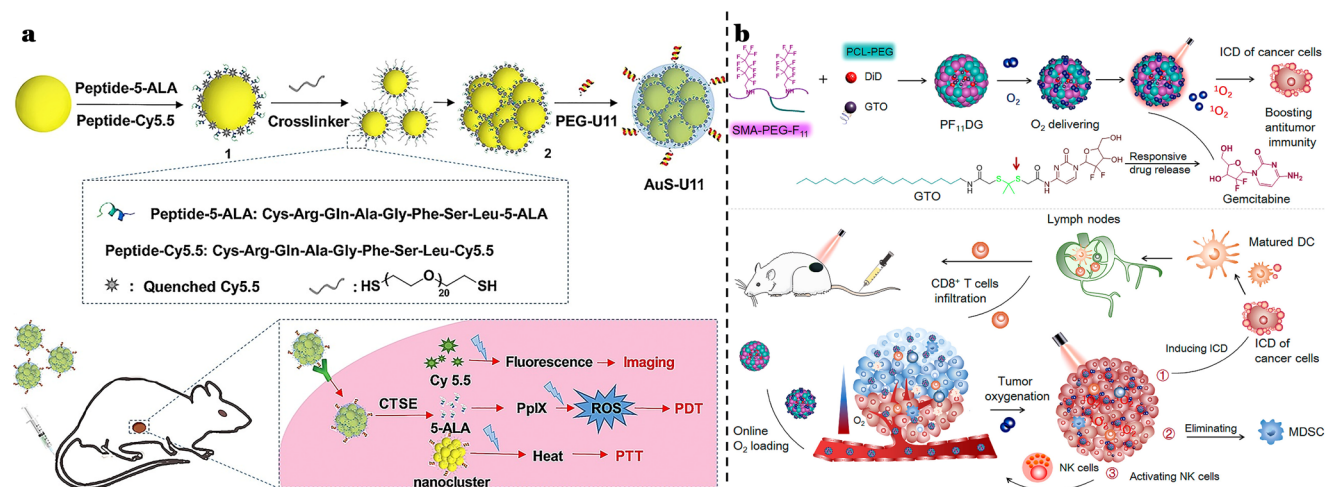 a
Peptide-5-ALA
Peptide-Cy5.5
1
Crosslinker
2
PEG-U11
AuS-U11
Peptide-5-ALA: Cys-Arg-Gln-Ala-Gly-Phe-Ser-Leu-5-ALA
Peptide-Cy5.5: Cys-Arg-Gln-Ala-Gly-Phe-Ser-Leu-Cy5.5
: Quenched Cy5.5
: HS O 20 SH
Cy 5.5
Fluorescence
Imaging
CTSE
5-ALA
PpIX
ROS
PDT
nanocluster
Heat
PTT
b
F F F F F F F F F F F
SMA-PEG-F11
+
PCL-PEG
DiD
GTO
PF11DG
O2
O2 delivering
1O2
1O2
ICD of cancer cells
Boosting
antitumor
immunity
GTO
Responsive
drug release
Gemcitabine
Lymph nodes
Matured DC
CD8+ T cells
infiltration
ICD of
cancer cells
Inducing ICD
①
Tumor
oxygenation
O2
Online
O2 loading
②
Eliminating
MDSC
NK cells
③
Activating NK cells